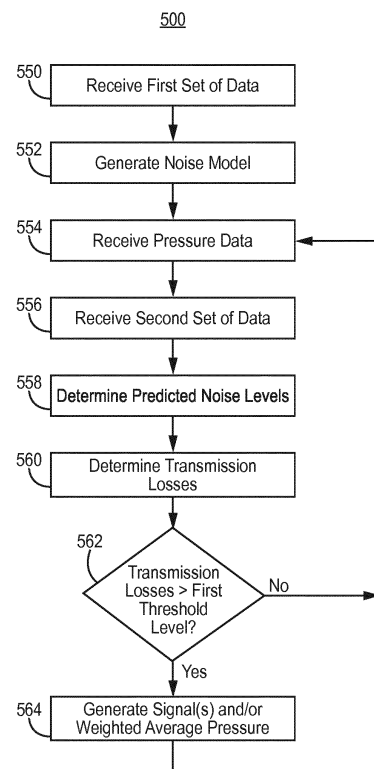 500
550
Receive First Set of Data
552
Generate Noise Model
554
Receive Pressure Data
556
Receive Second Set of Data
558
Determine Predicted Noise Levels
560
Determine Transmission
Losses
562
Transmission
Losses > First
Threshold
Level?
No
Yes
564
Generate Signal(s) and/or
Weighted Average Pressure